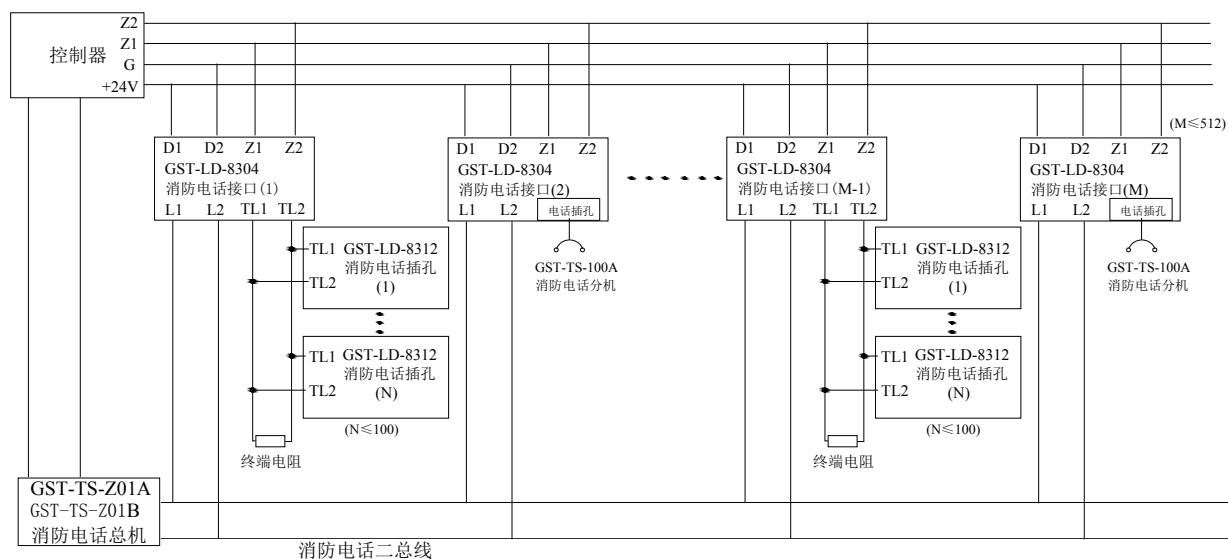 控制器
Z2
Z1
G
+24V
(M≤512)
D1 D2 Z1 Z2
GST-LD-8304
消防电话接口(1)
L1 L2 TL1 TL2
D1 D2 Z1 Z2
GST-LD-8304
消防电话接口(2)
L1 L2 电话插孔
D1 D2 Z1 Z2
GST-LD-8304
消防电话接口(M-1)
L1 L2 TL1 TL2
D1 D2 Z1 Z2
GST-LD-8304
消防电话接口(M)
L1 L2 电话插孔
TL1 GST-LD-8312
消防电话插孔
TL2 (1)
TL1 GST-LD-8312
消防电话插孔
TL2 (N)
(N≤100)
终端电阻
GST-TS-100A
消防电话分机
TL1 GST-LD-8312
消防电话插孔
TL2 (1)
TL1 GST-LD-8312
消防电话插孔
TL2 (N)
(N≤100)
终端电阻
GST-TS-100A
消防电话分机
GST-TS-Z01A
GST-TS-Z01B
消防电话总机
消防电话二总线